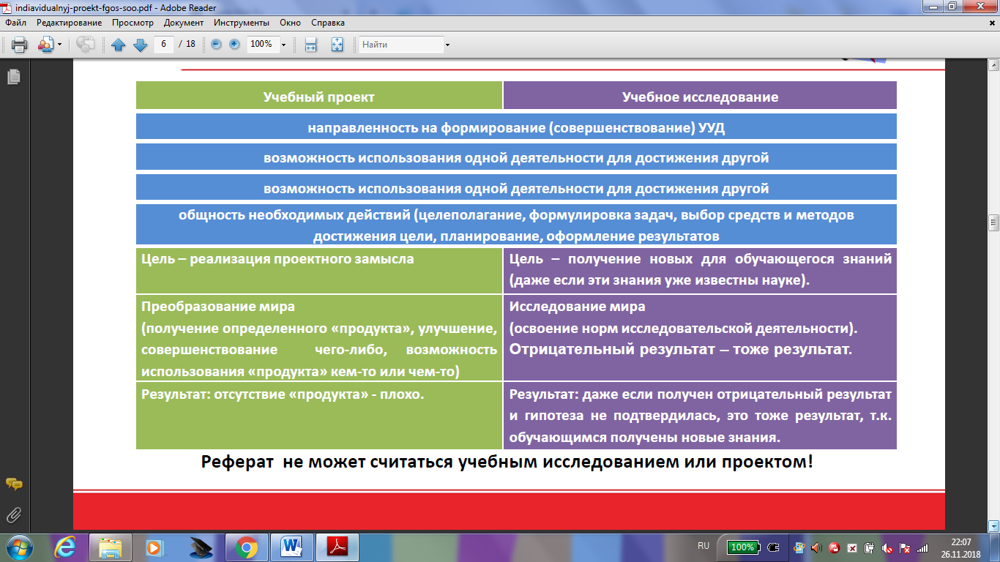 indiavidualnyj-proekt-fgos-soo.pdf - Adobe Reader
Файл Редактирование Просмотр Документ Инструменты Окно Справка
6 / 18 100% Найти
Учебный проект Учебное исследование
направленность на формирование (совершенствование) УУД
возможность использования одной деятельности для достижения другой
возможность использования одной деятельности для достижения другой
общность необходимых действий (целеполагание, формулировка задач, выбор средств и методов
достижения цели, планирование, оформление результатов
Цель – реализация проектного замысла
Цель – получение новых для обучающегося знаний
(даже если эти знания уже известны науке).
Преобразование мира
(получение определенного «продукта», улучшение,
совершенствование чего-либо, возможность
использования «продукта» кем-то или чем-то)
Исследование мира
(освоение норм исследовательской деятельности).
Отрицательный результат – тоже результат.
Результат: отсутствие «продукта» - плохо.
Результат: даже если получен отрицательный результат
и гипотеза не подтвердилась, это тоже результат, т.к.
обучающимся получены новые знания.
Реферат не может считаться учебным исследованием или проектом!
RU 100% 22:07
26.11.2018